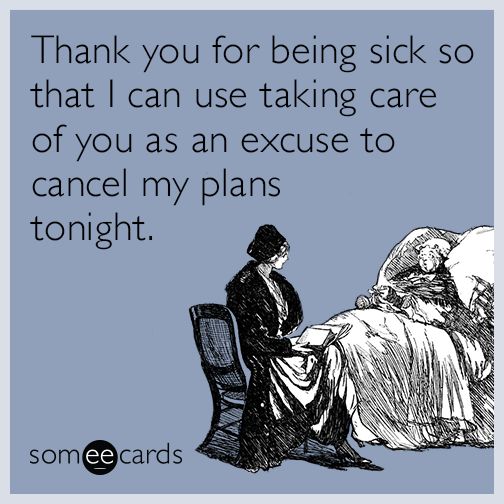 Thank you for being sick so
that I can use taking care
of you as an excuse to
cancel my plans
tonight.
someecards